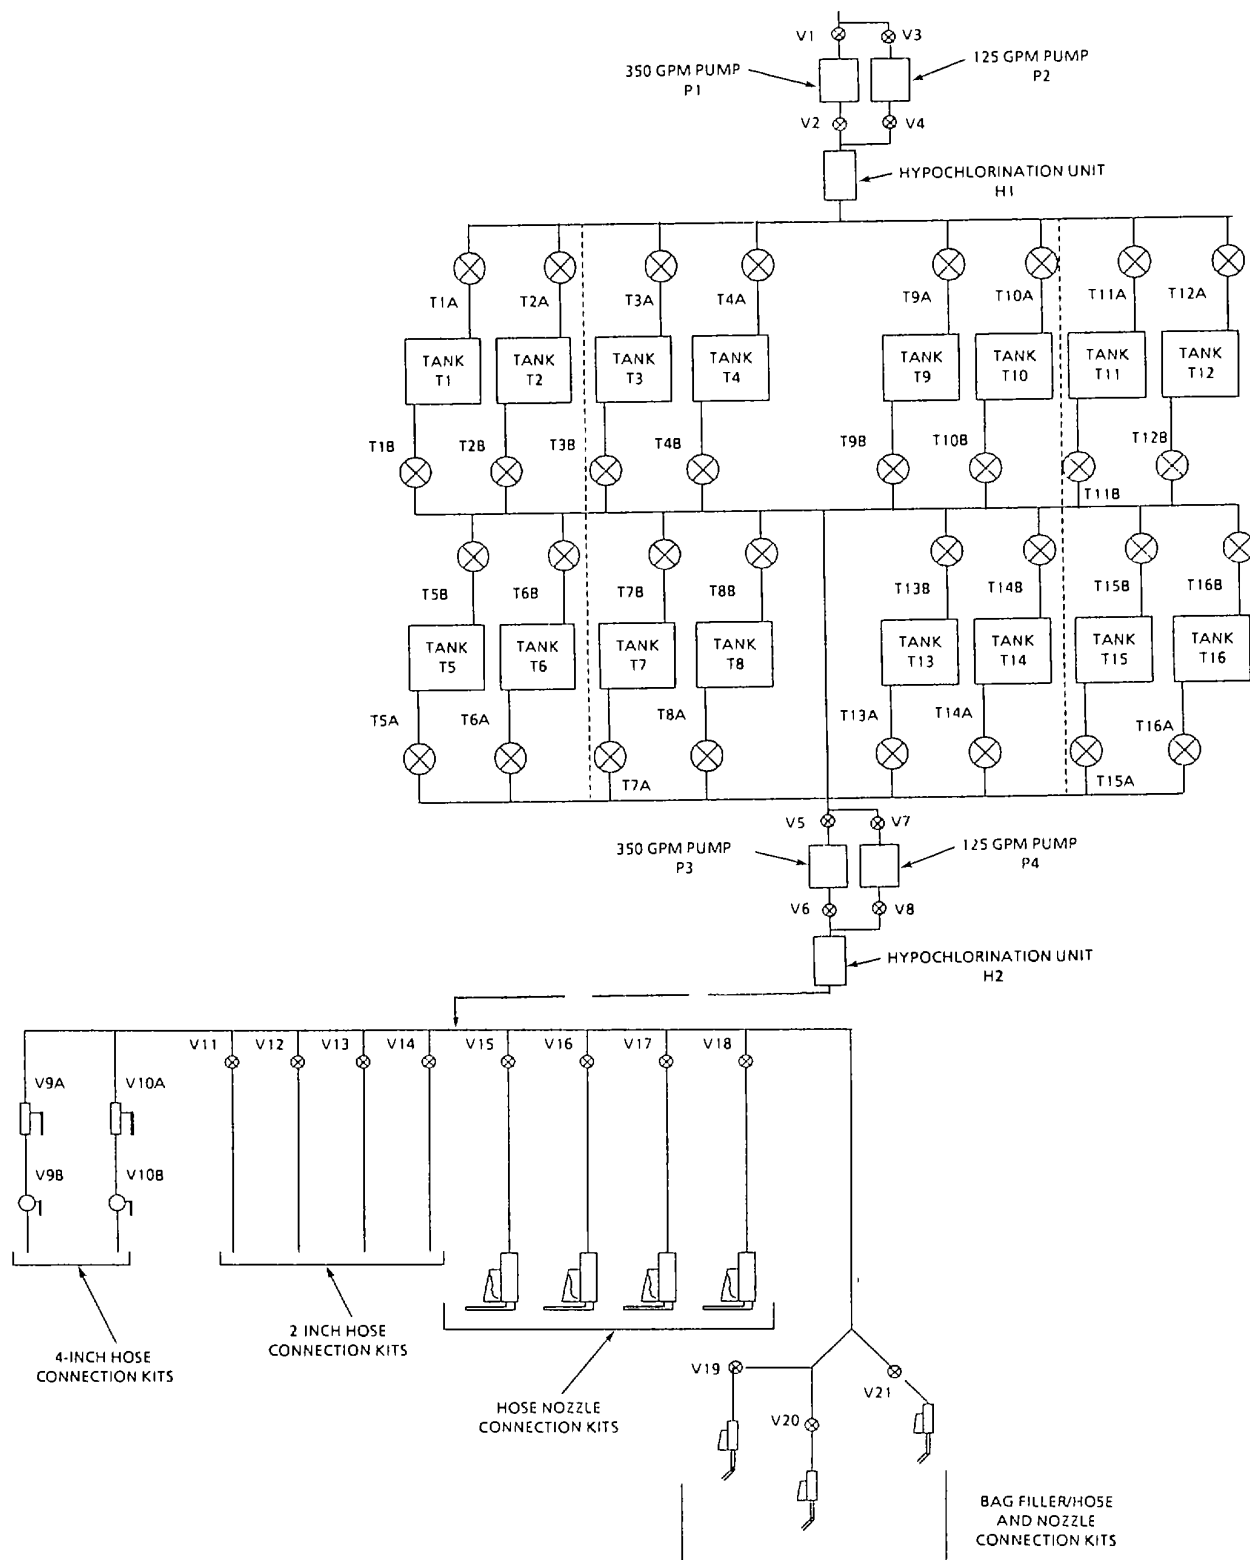 V1
V3
350 GPM PUMP
P1
125 GPM PUMP
P2
V2
V4
HYPOCHLORINATION UNIT
H1
T1A
T2A
T3A
T4A
T9A
T10A
T11A
T12A
TANK
T1
TANK
T2
TANK
T3
TANK
T4
TANK
T9
TANK
T10
TANK
T11
TANK
T12
T1B
T2B
T3B
T4B
T9B
T10B
T11B
T12B
T5B
T6B
T7B
T8B
T13B
T14B
T15B
T16B
TANK
T5
TANK
T6
TANK
T7
TANK
T8
TANK
T13
TANK
T14
TANK
T15
TANK
T16
T5A
T6A
T7A
T8A
T13A
T14A
T15A
T16A
V5
V7
350 GPM PUMP
P3
125 GPM PUMP
P4
V6
V8
HYPOCHLORINATION UNIT
H2
V11
V12
V13
V14
V15
V16
V17
V18
V9A
V10A
V9B
V10B
4-INCH HOSE
CONNECTION KITS
2 INCH HOSE
CONNECTION KITS
HOSE NOZZLE
CONNECTION KITS
V19
V20
V21
BAG FILLER/HOSE
AND NOZZLE
CONNECTION KITS